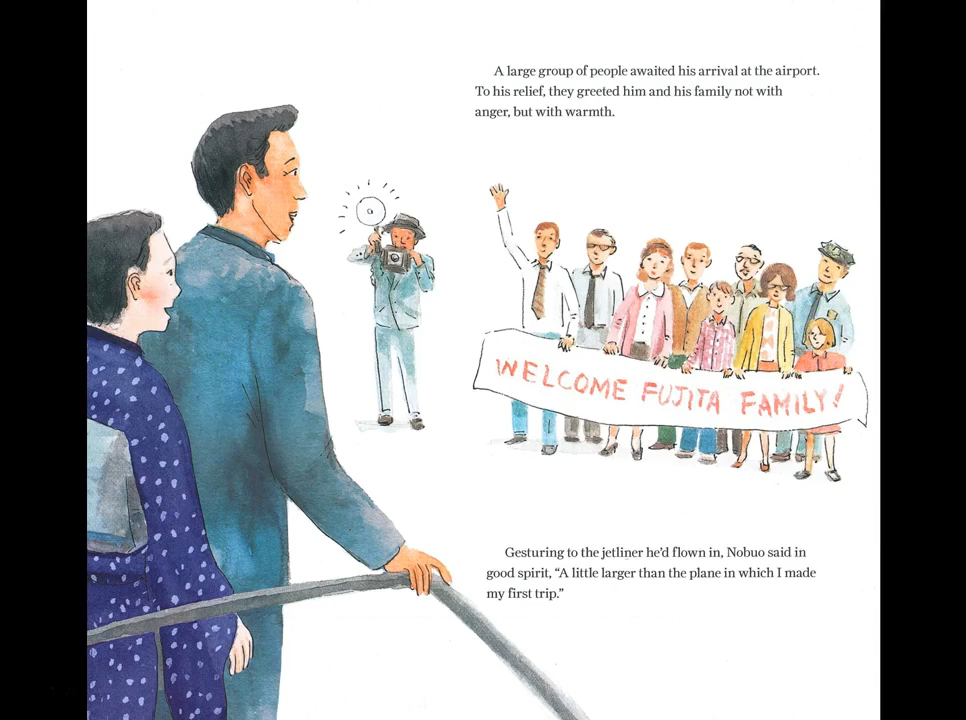 A large group of people awaited his arrival at the airport.
To his relief, they greeted him and his family not with
anger, but with warmth.
WELCOME FUJITA FAMILY!
Gesturing to the jetliner he’d flown in, Nobuo said in
good spirit, “A little larger than the plane in which I made
my first trip.”